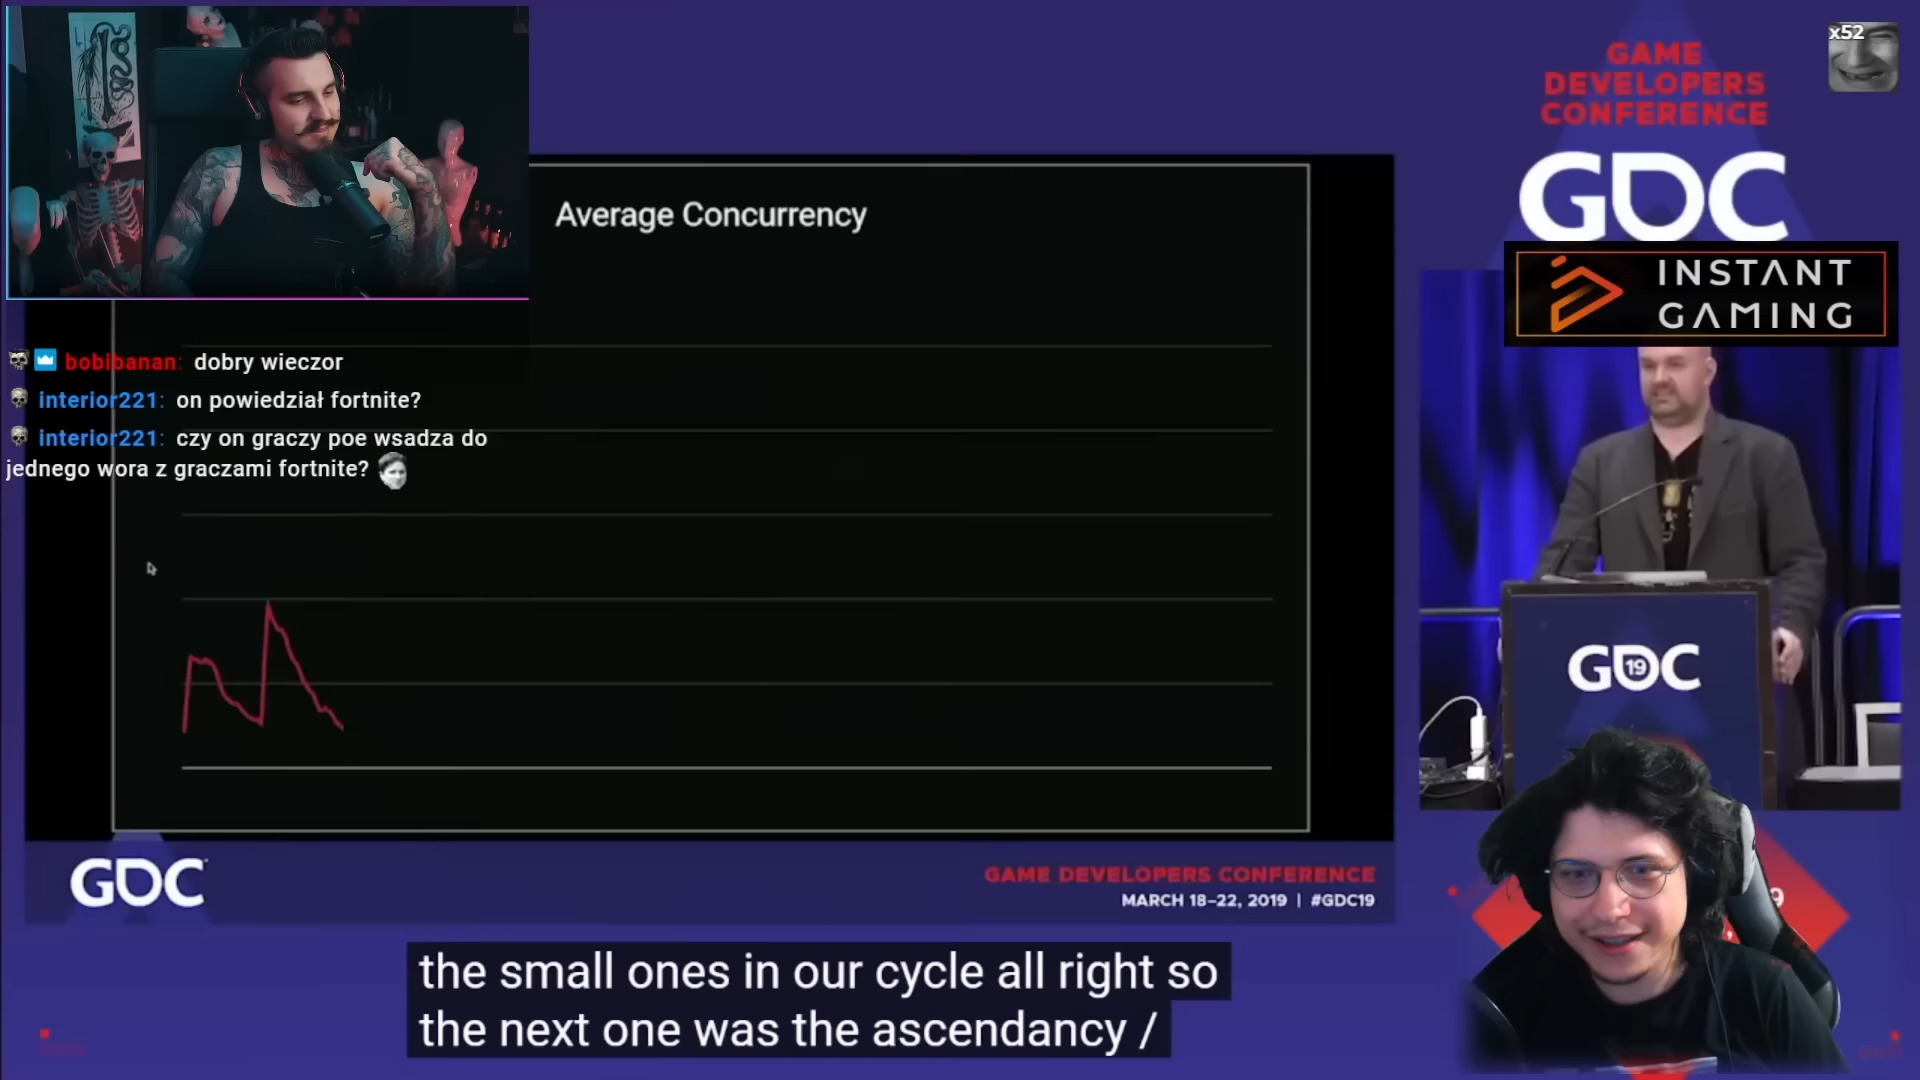 x52
GAME
DEVELOPERS
CONFERENCE
GDC
INSTANT
GAMING
Average Concurrency
bobibanan: dobry wieczor
interior221: on powiedział fortnite?
interior221: czy on graczy poe wsadza do
jednego wora z graczami fortnite?
GDC 19
GDC
GAME DEVELOPERS CONFERENCE
MARCH 18–22, 2019 | #GDC19
9
the small ones in our cycle all right so
the next one was the ascendancy /